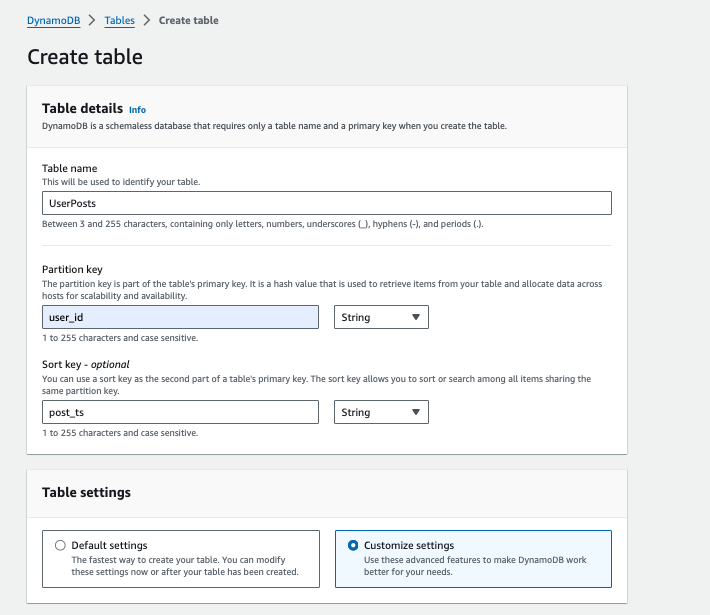 DynamoDB > Tables > Create table
Create table
Table details Info
DynamoDB is a schemaless database that requires only a table name and a primary key when you create the table.
Table name
This will be used to identify your table.
UserPosts
Between 3 and 255 characters, containing only letters, numbers, underscores (_), hyphens (-), and periods (.).
Partition key
The partition key is part of the table's primary key. It is a hash value that is used to retrieve items from your table and allocate data across
hosts for scalability and availability.
user_id String
1 to 255 characters and case sensitive.
Sort key - optional
You can use a sort key as the second part of a table's primary key. The sort key allows you to sort or search among all items sharing the
same partition key.
post_ts String
1 to 255 characters and case sensitive.
Table settings
Default settings
The fastest way to create your table. You can modify
these settings now or after your table has been created.
Customize settings
Use these advanced features to make DynamoDB work
better for your needs.